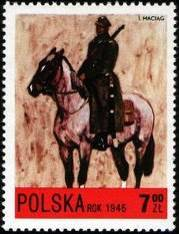 I. MACIĄG
POLSKA ROK 1945 7.00 ZŁ